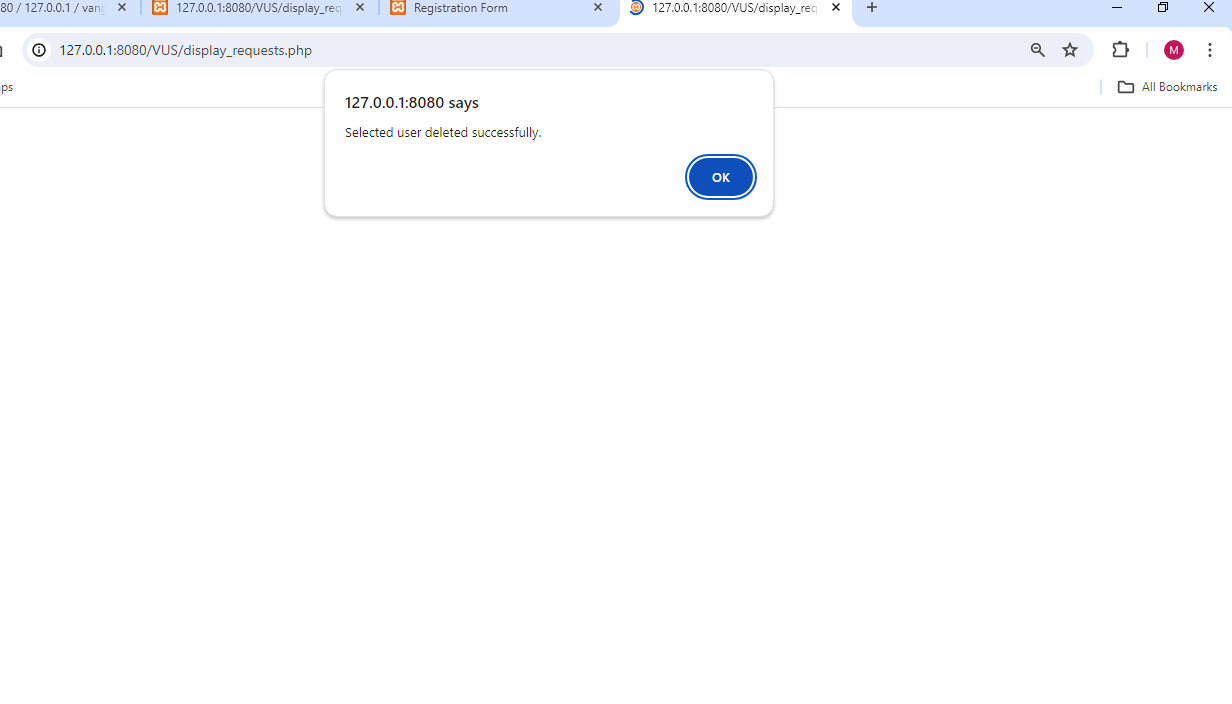 80 / 127.0.0.1 / vang
127.0.0.1:8080/VUS/display_req
Registration Form
127.0.0.1:8080/VUS/display_req
127.0.0.1:8080/VUS/display_requests.php
M
ps
All Bookmarks
127.0.0.1:8080 says
Selected user deleted successfully.
OK